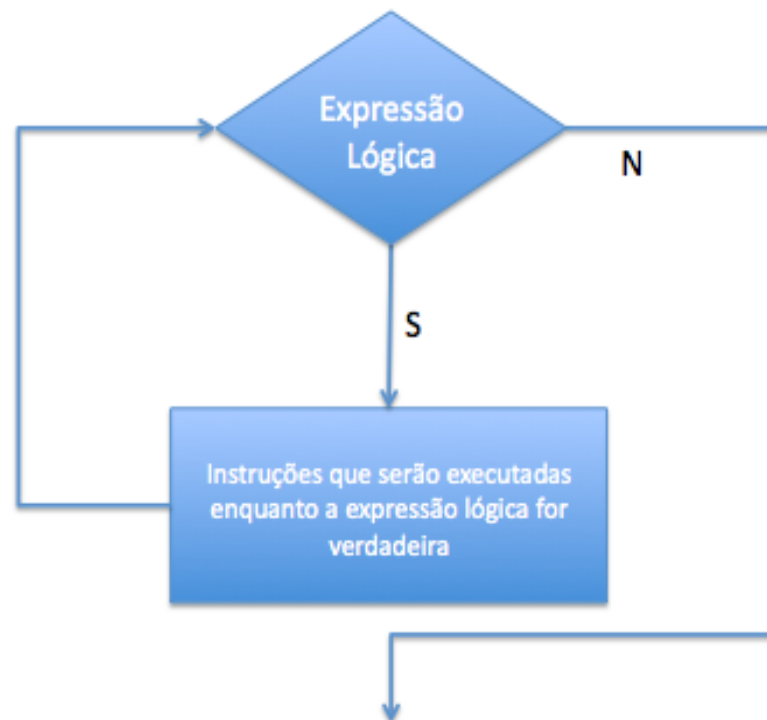 Expressão
Lógica
N
S
Instruções que serão executadas
enquanto a expressão lógica for
verdadeira